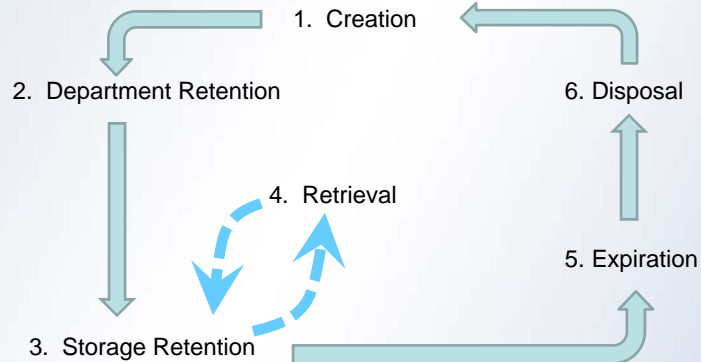 1. Creation
2. Department Retention
3. Storage Retention
4. Retrieval
5. Expiration
6. Disposal